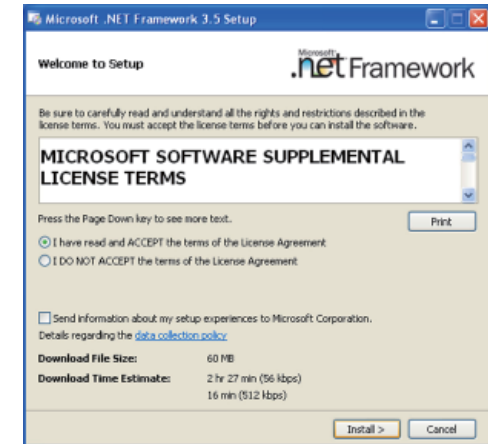 Microsoft .NET Framework 3.5 Setup
Welcome to Setup
Microsoft
.net Framework
Be sure to carefully read and understand all the rights and restrictions described in the
license terms. You must accept the license terms before you can install the software.
MICROSOFT SOFTWARE SUPPLEMENTAL
LICENSE TERMS
Press the Page Down key to see more text.
Print
I have read and ACCEPT the terms of the License Agreement
I DO NOT ACCEPT the terms of the License Agreement
Send information about my setup experiences to Microsoft Corporation.
Details regarding the data collection policy
Download File Size: 60 MB
Download Time Estimate: 2 hr 27 min (56 kbps)
16 min (512 kbps)
Install > Cancel